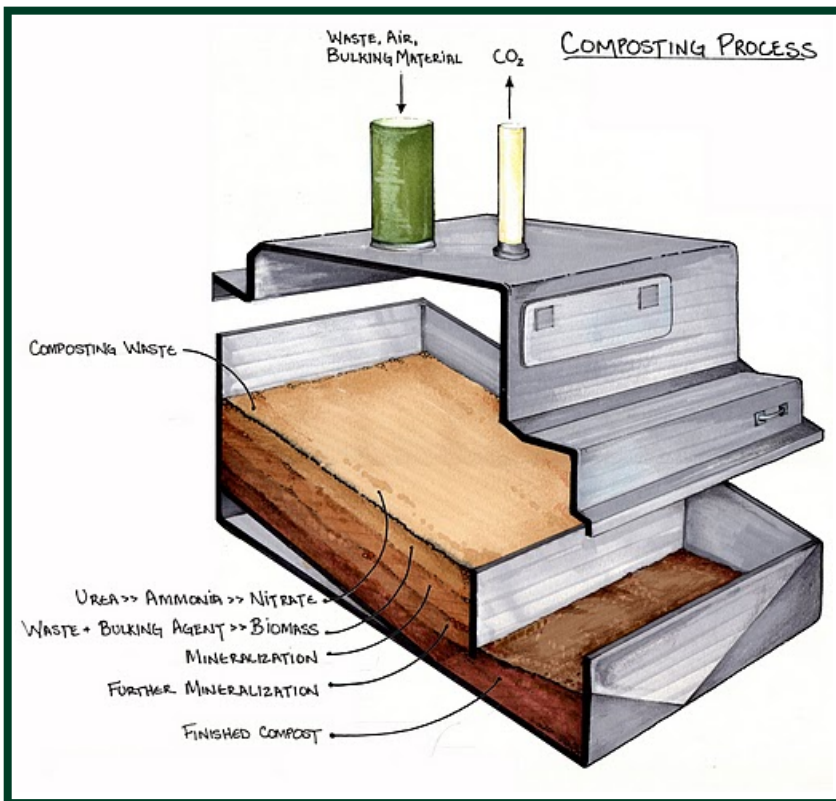 WASTE, AIR,
BULKING MATERIAL
CO₂
COMPOSTING PROCESS
COMPOSTING WASTE
UREA >> AMMONIA >> NITRATE
WASTE + BULKING AGENT >> BIOMASS
MINERALIZATION
FURTHER MINERALIZATION
FINISHED COMPOST